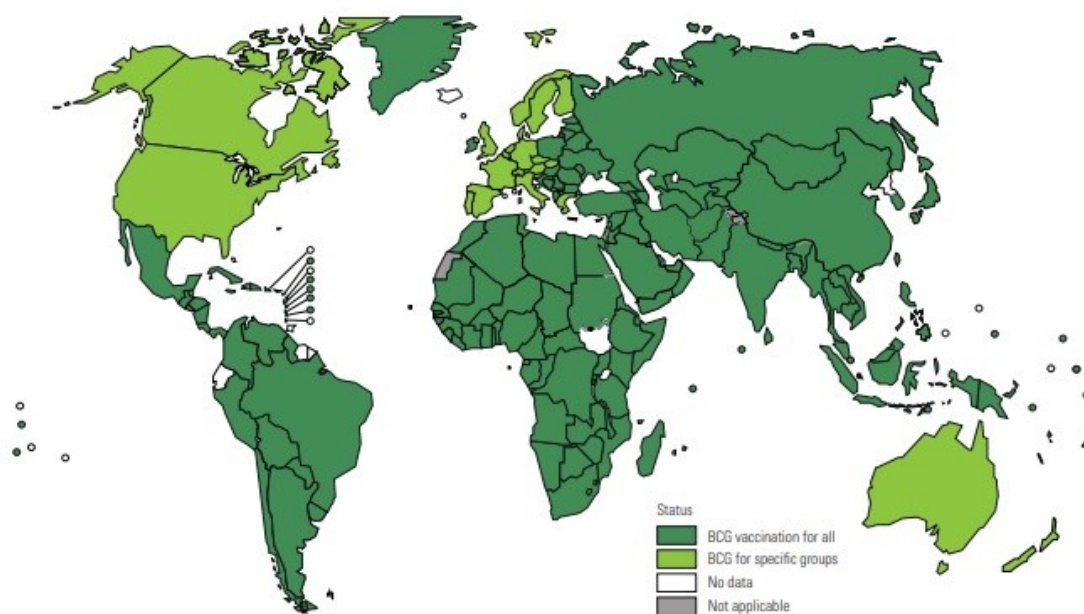 Status
BCG vaccination for all
BCG for specific groups
No data
Not applicable